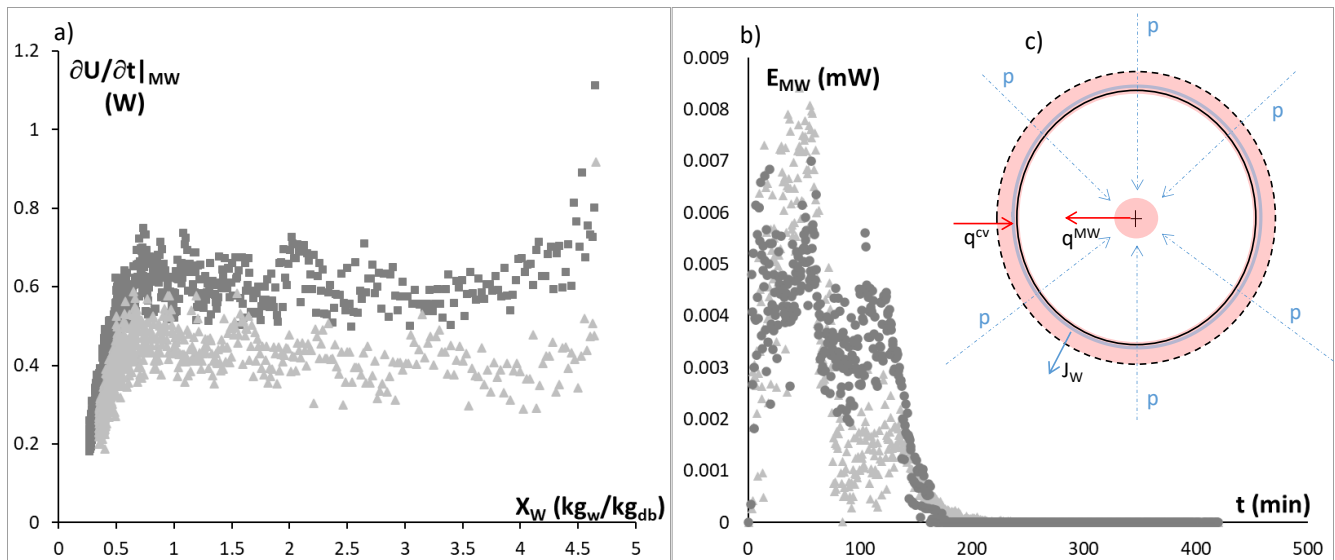 a)
∂U/∂t|MW
(W)
1.2
1
0.8
0.6
0.4
0.2
0
0 0.5 1 1.5 2 2.5 3 3.5 4 4.5 5
XW (kgw/kgdb)
b)
EMW (mW)
0.009
0.008
0.007
0.006
0.005
0.004
0.003
0.002
0.001
0
0 100 200 300 400 500
t (min)
c)
p
p
p
qcv
qMW
p
p
JW
p